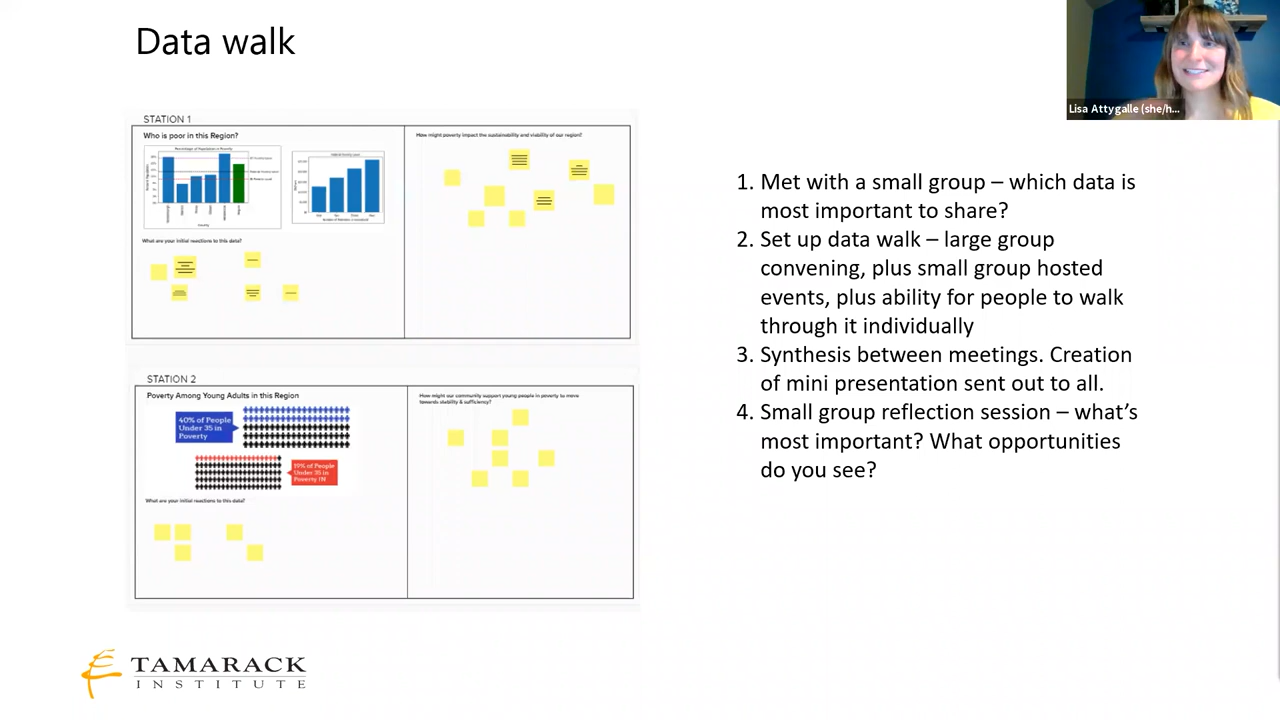 Data walk
Lisa Attygalle (she/h...
STATION 1
Who is poor in this Region?
Percentage of Population in Poverty
What are your initial reactions to this data?
How might poverty impact the sustainability and visbility of our region?
1. Met with a small group – which data is
most important to share?
2. Set up data walk – large group
convening, plus small group hosted
events, plus ability for people to walk
through it individually
3. Synthesis between meetings. Creation
of mini presentation sent out to all.
4. Small group reflection session – what's
most important? What opportunities
do you see?
STATION 2
Poverty Among Young Adults in this Region
40% of People
Under 35 in
Poverty
19% of People
Under 35 in
Poverty IN
What are your initial reactions to this data?
How might our community support young people in poverty to move
towards stability & sufficiency?
TAMARACK
INSTITUTE